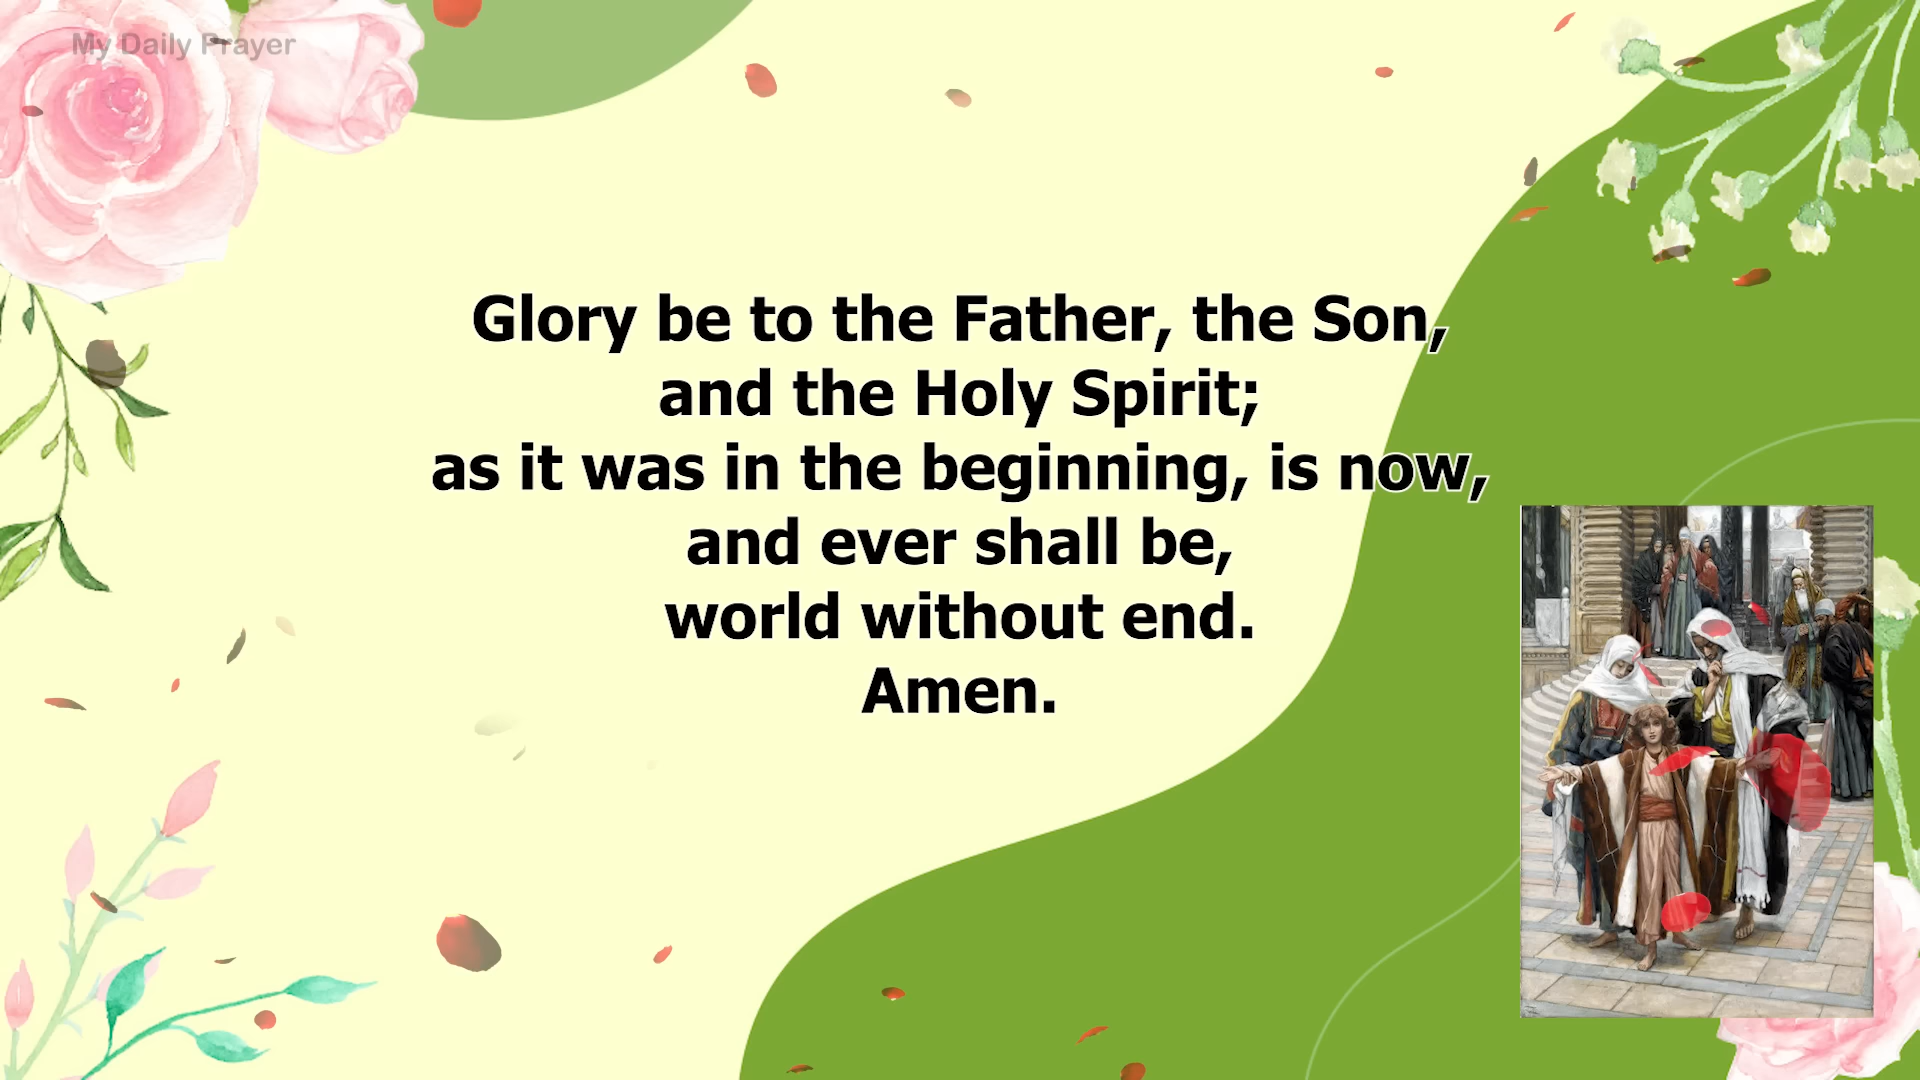 My Daily Prayer
Glory be to the Father, the Son,
and the Holy Spirit;
as it was in the beginning, is now,
and ever shall be,
world without end.
Amen.